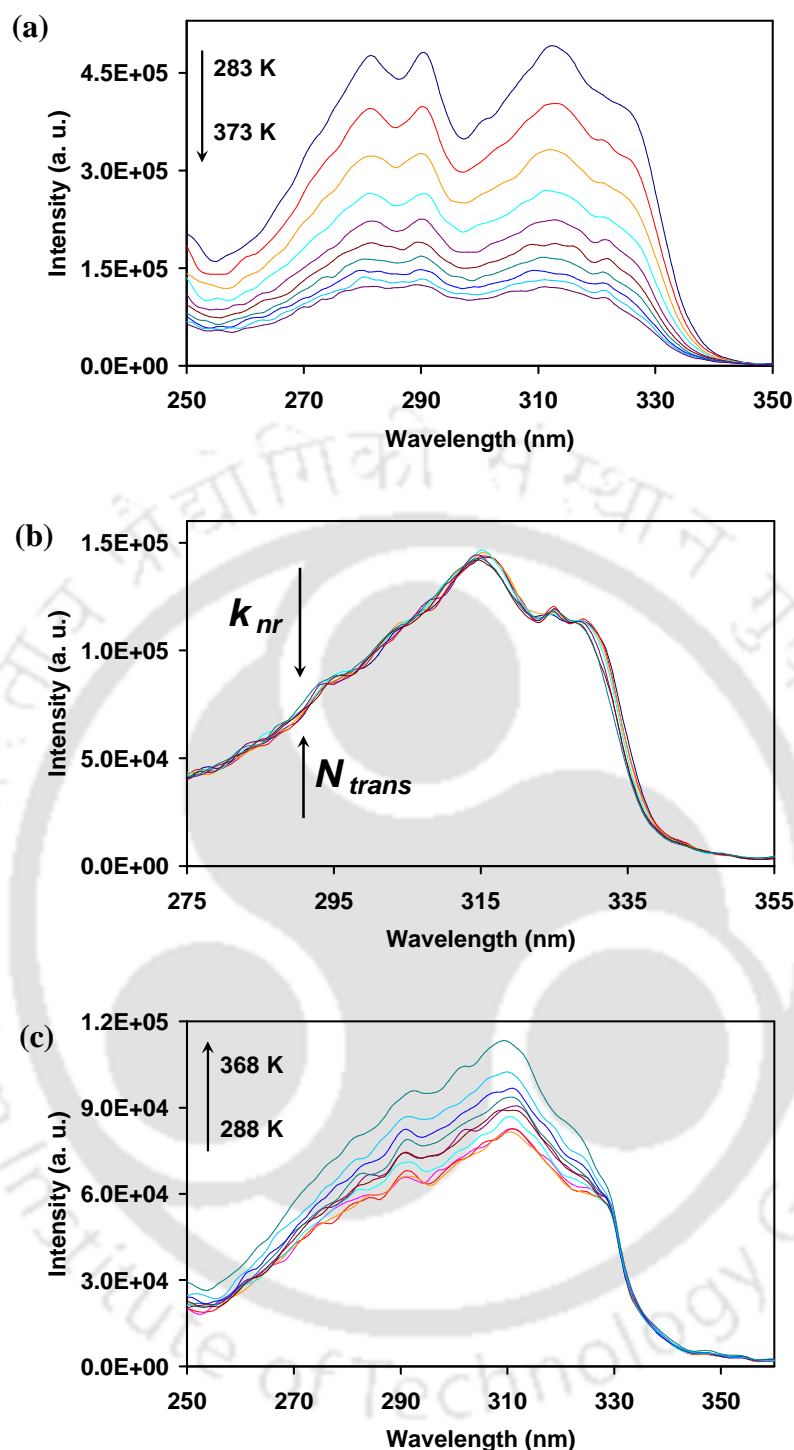 (a)
4.5E+05
3.0E+05
1.5E+05
0.0E+00
Intensity (a. u.)
283 K
373 K
250 270 290 310 330 350
Wavelength (nm)
(b)
1.5E+05
1.0E+05
5.0E+04
0.0E+00
Intensity (a. u.)
k nr
N trans
275 295 315 335 355
Wavelength (nm)
(c)
1.2E+05
9.0E+04
6.0E+04
3.0E+04
0.0E+00
Intensity (a. u.)
368 K
288 K
250 270 290 310 330 350
Wavelength (nm)
Institute of Technology G